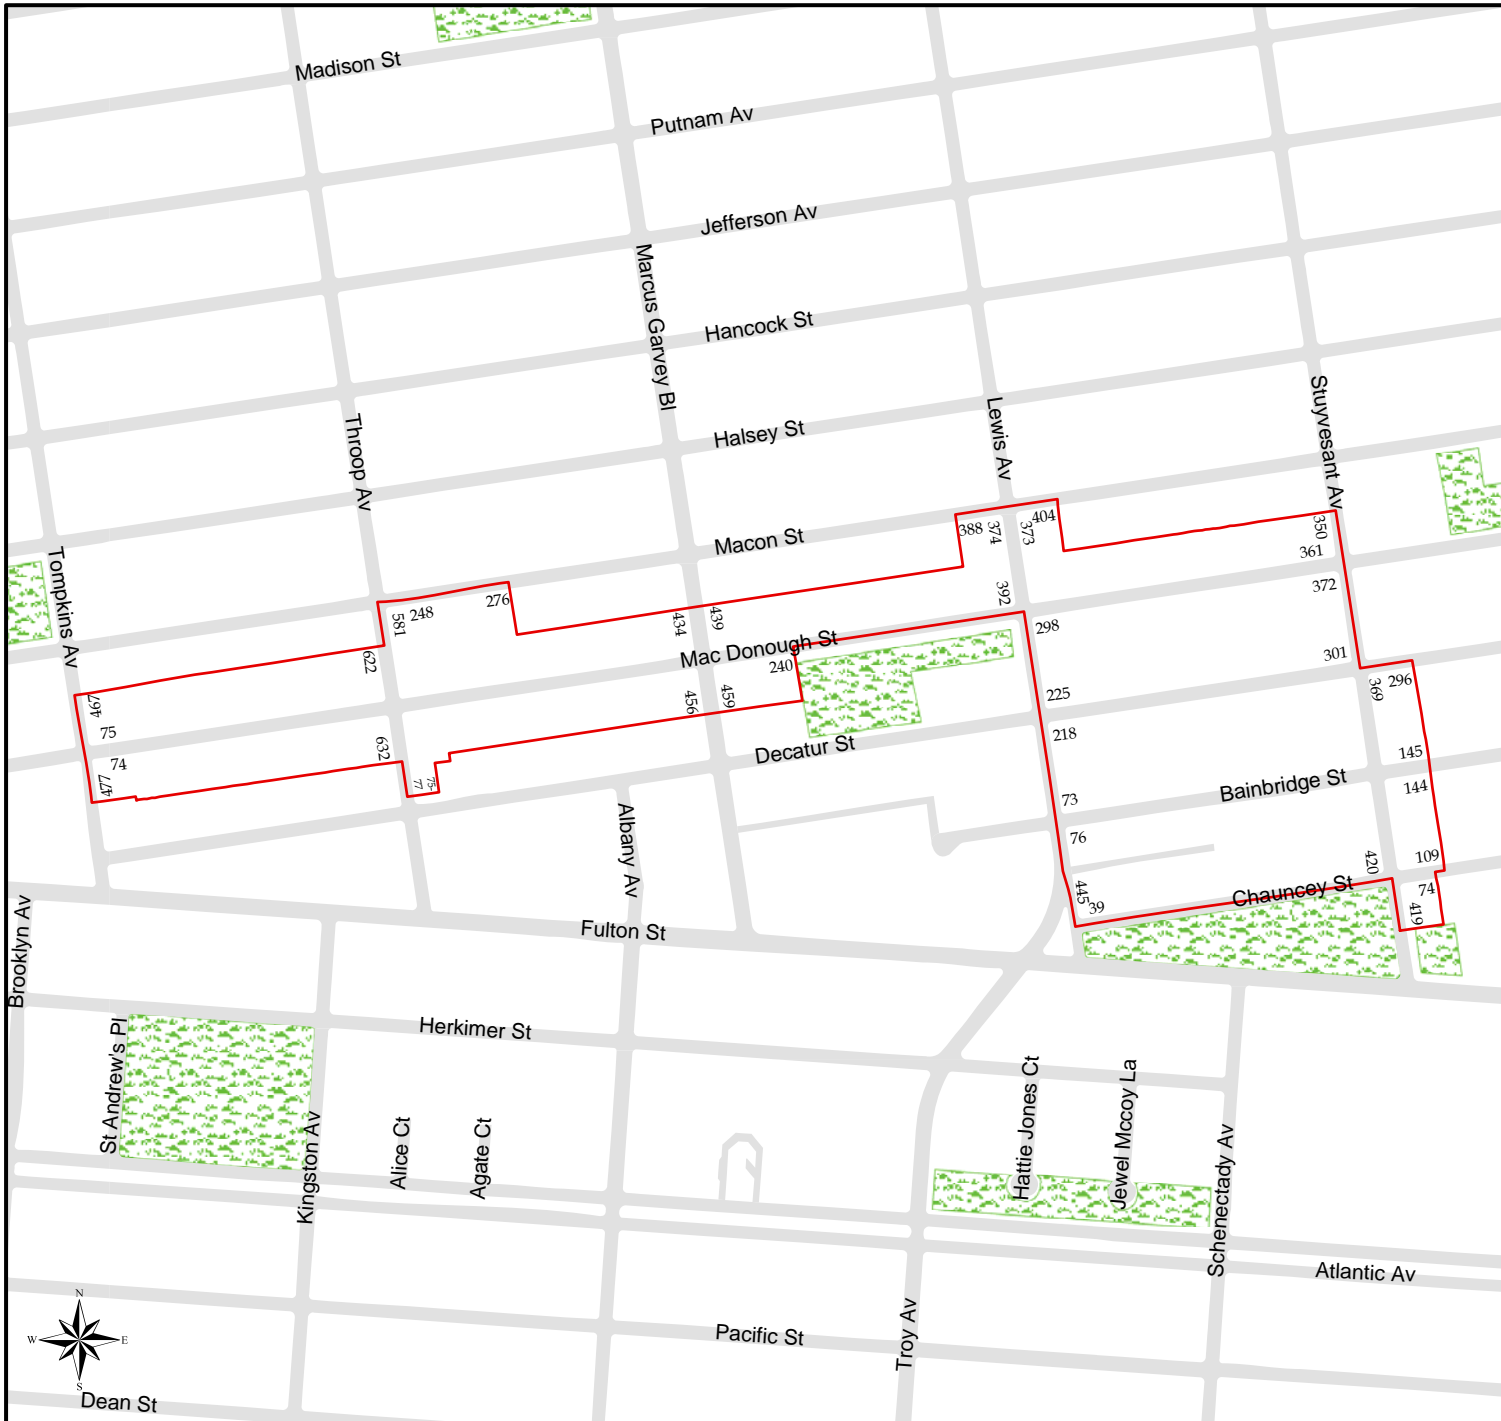 Madison St
Putnam Av
Jefferson Av
Marcus Garvey Bl
Hancock St
Stuyvesant Av
Lewis Av
Throop Av
Halsey St
Macon St
388
374
373
404
350
361
Tompkins Av
372
392
276
248
581
434
439
298
622
Mac Donough St
301
240
225
369
296
467
75
456
459
218
632
Decatur St
145
74
477
77
75-
Bainbridge St
144
73
76
Albany Av
420
109
445
39
Chauncey St
74
419
Brooklyn Av
Fulton St
Herkimer St
St Andrew's Pl
Hattie Jones Ct
Jewel Mccoy La
Kingston Av
Alice Ct
Agate Ct
Schenectady Av
Atlantic Av
Troy Av
Pacific St
N
W
E
S
Dean St